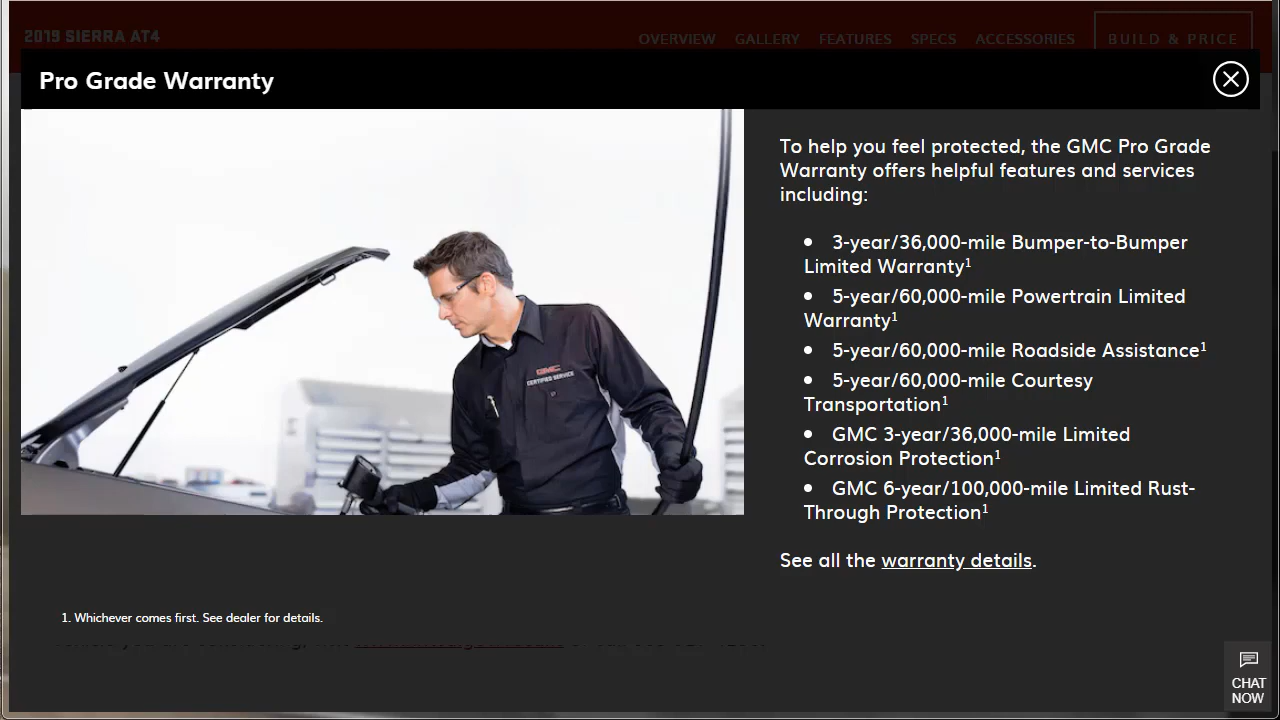 2019 SIERRA AT4
OVERVIEW GALLERY FEATURES SPECS ACCESSORIES BUILD & PRICE
Pro Grade Warranty
To help you feel protected, the GMC Pro Grade
Warranty offers helpful features and services
including:
• 3-year/36,000-mile Bumper-to-Bumper
Limited Warranty¹
• 5-year/60,000-mile Powertrain Limited
Warranty¹
• 5-year/60,000-mile Roadside Assistance¹
• 5-year/60,000-mile Courtesy
Transportation¹
• GMC 3-year/36,000-mile Limited
Corrosion Protection¹
• GMC 6-year/100,000-mile Limited Rust-
Through Protection¹
See all the warranty details.
GMC
CERTIFIED SERVICE
1. Whichever comes first. See dealer for details.
CHAT
NOW